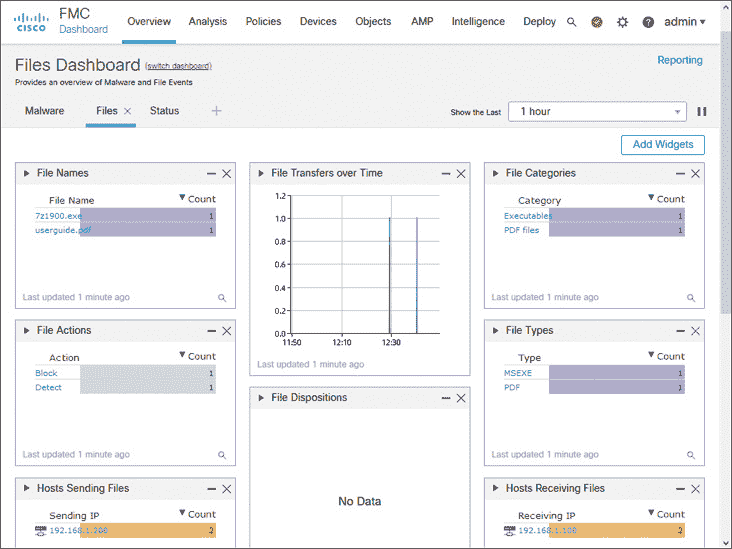 cisco
FMC
Dashboard
Overview Analysis Policies Devices Objects AMP Intelligence Deploy admin
Files Dashboard (switch dashboard)
Reporting
Provides an overview of Malware and File Events
Malware Files Status
Show the Last 1 hour
Add Widgets
File Names
File Name Count
7z1900.exe 1
userguide.pdf 1
Last updated 1 minute ago
File Transfers over Time
1.2
1.0
0.8
0.6
0.4
0.2
0.0
11:50 12:10 12:30
Last updated 1 minute ago
File Categories
Category Count
Executables 1
PDF files 1
Last updated 1 minute ago
File Actions
Action Count
Block 1
Detect 1
Last updated 1 minute ago
File Dispositions
No Data
File Types
Type Count
MSEXE 1
PDF 1
Last updated 1 minute ago
Hosts Sending Files
Sending IP Count
192.168.1.200 2
Hosts Receiving Files
Receiving IP Count
192.168.1.100 2